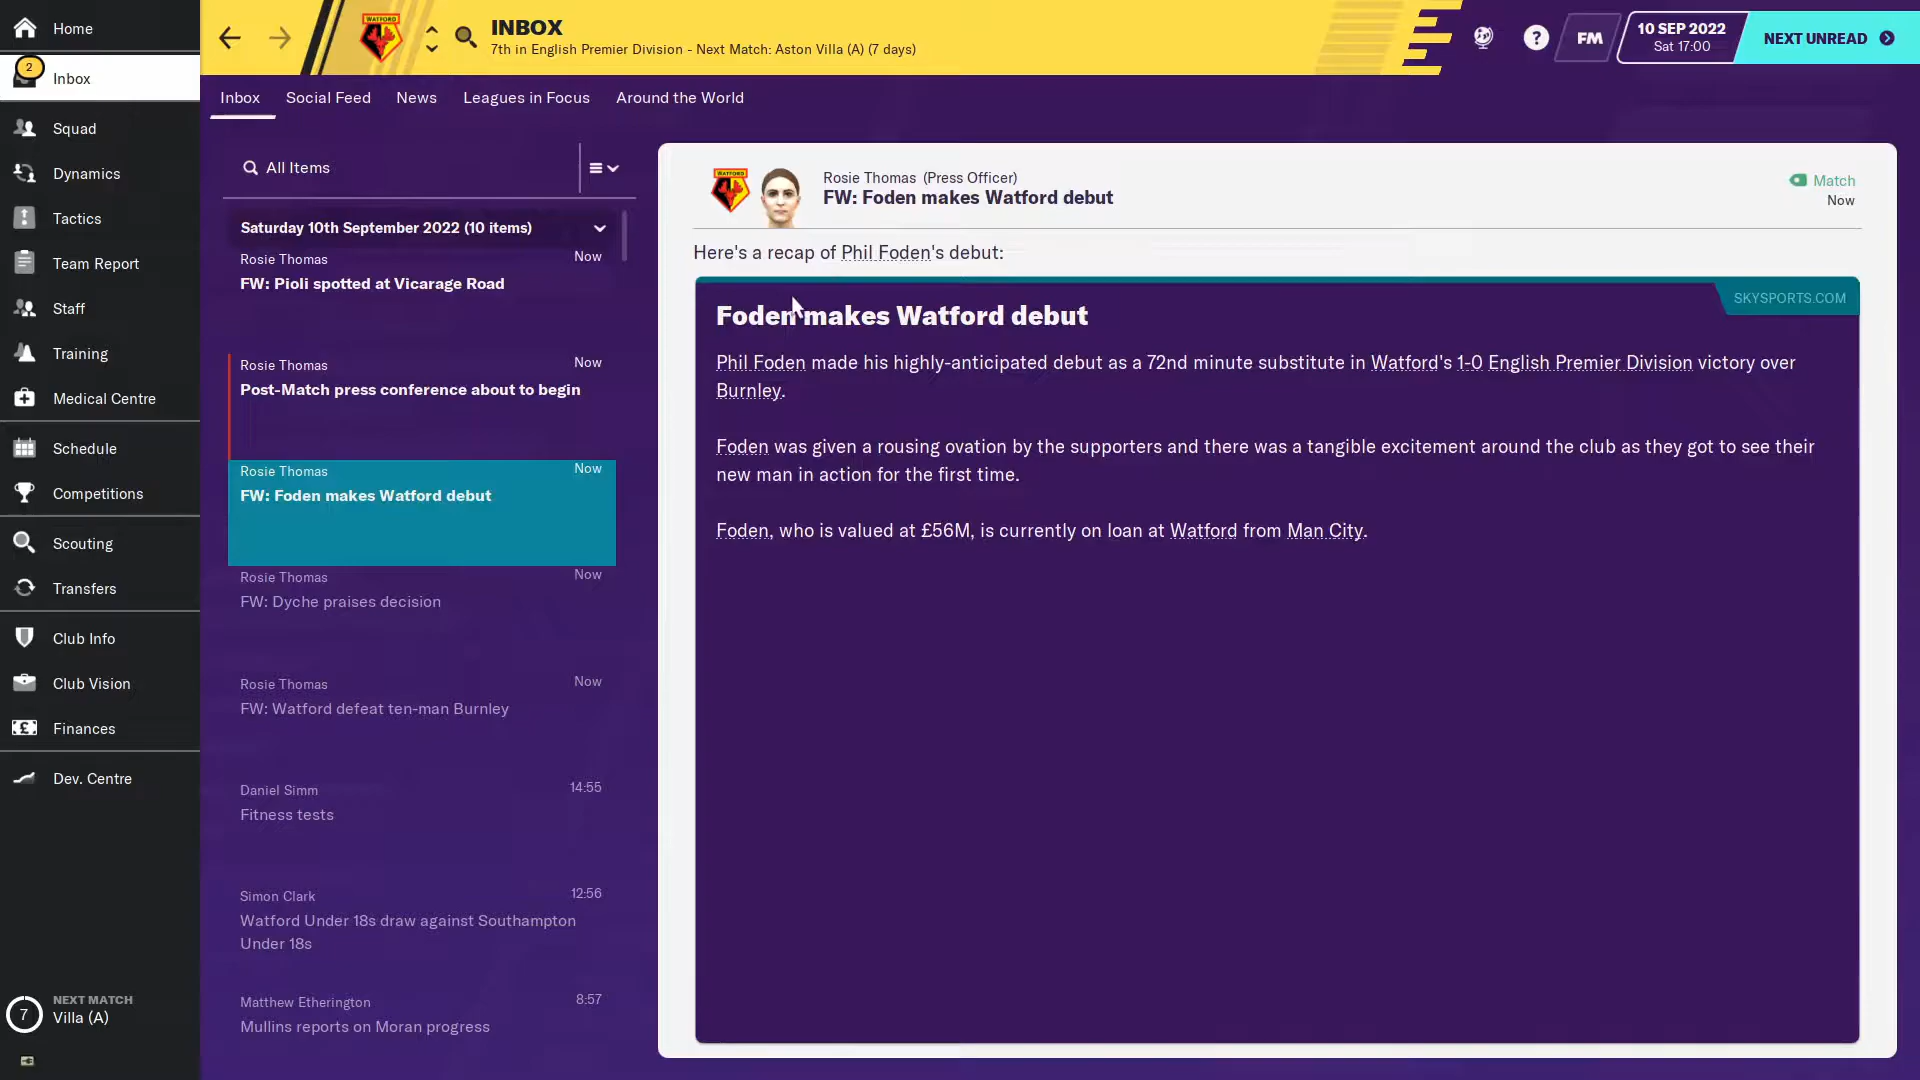 Home
2
Inbox
Squad
Dynamics
Tactics
Team Report
Staff
Training
Medical Centre
Schedule
Competitions
Scouting
Transfers
Club Info
Club Vision
Finances
Dev. Centre
7
NEXT MATCH
Villa (A)
WATFORD
INBOX
7th in English Premier Division - Next Match: Aston Villa (A) (7 days)
?
FM
10 SEP 2022
Sat 17:00
NEXT UNREAD
Inbox
Social Feed
News
Leagues in Focus
Around the World
All Items
Saturday 10th September 2022 (10 items)
Rosie Thomas
Now
FW: Pioli spotted at Vicarage Road
Rosie Thomas
Now
Post-Match press conference about to begin
Rosie Thomas
Now
FW: Foden makes Watford debut
Rosie Thomas
Now
FW: Dyche praises decision
Rosie Thomas
Now
FW: Watford defeat ten-man Burnley
Daniel Simm
14:55
Fitness tests
Simon Clark
12:56
Watford Under 18s draw against Southampton
Under 18s
Matthew Etherington
8:57
Mullins reports on Moran progress
WATFORD
Rosie Thomas (Press Officer)
FW: Foden makes Watford debut
Match
Now
Here's a recap of Phil Foden's debut:
SKYSPORTS.COM
Foden makes Watford debut
Phil Foden made his highly-anticipated debut as a 72nd minute substitute in Watford's 1-0 English Premier Division victory over
Burnley.
Foden was given a rousing ovation by the supporters and there was a tangible excitement around the club as they got to see their
new man in action for the first time.
Foden, who is valued at £56M, is currently on loan at Watford from Man City.